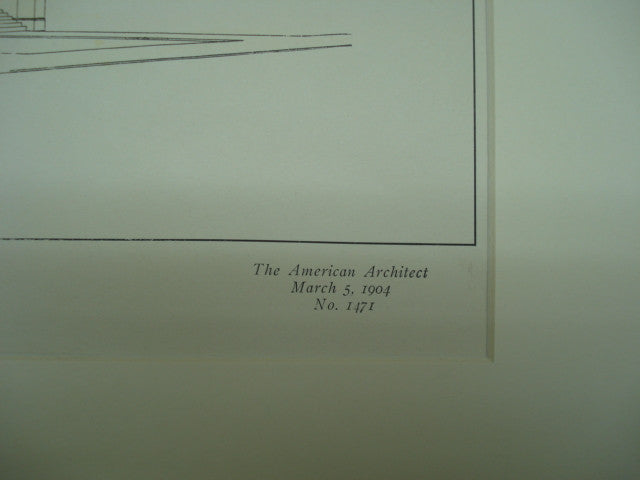 The American Architect
March 5, 1904
No. 1471